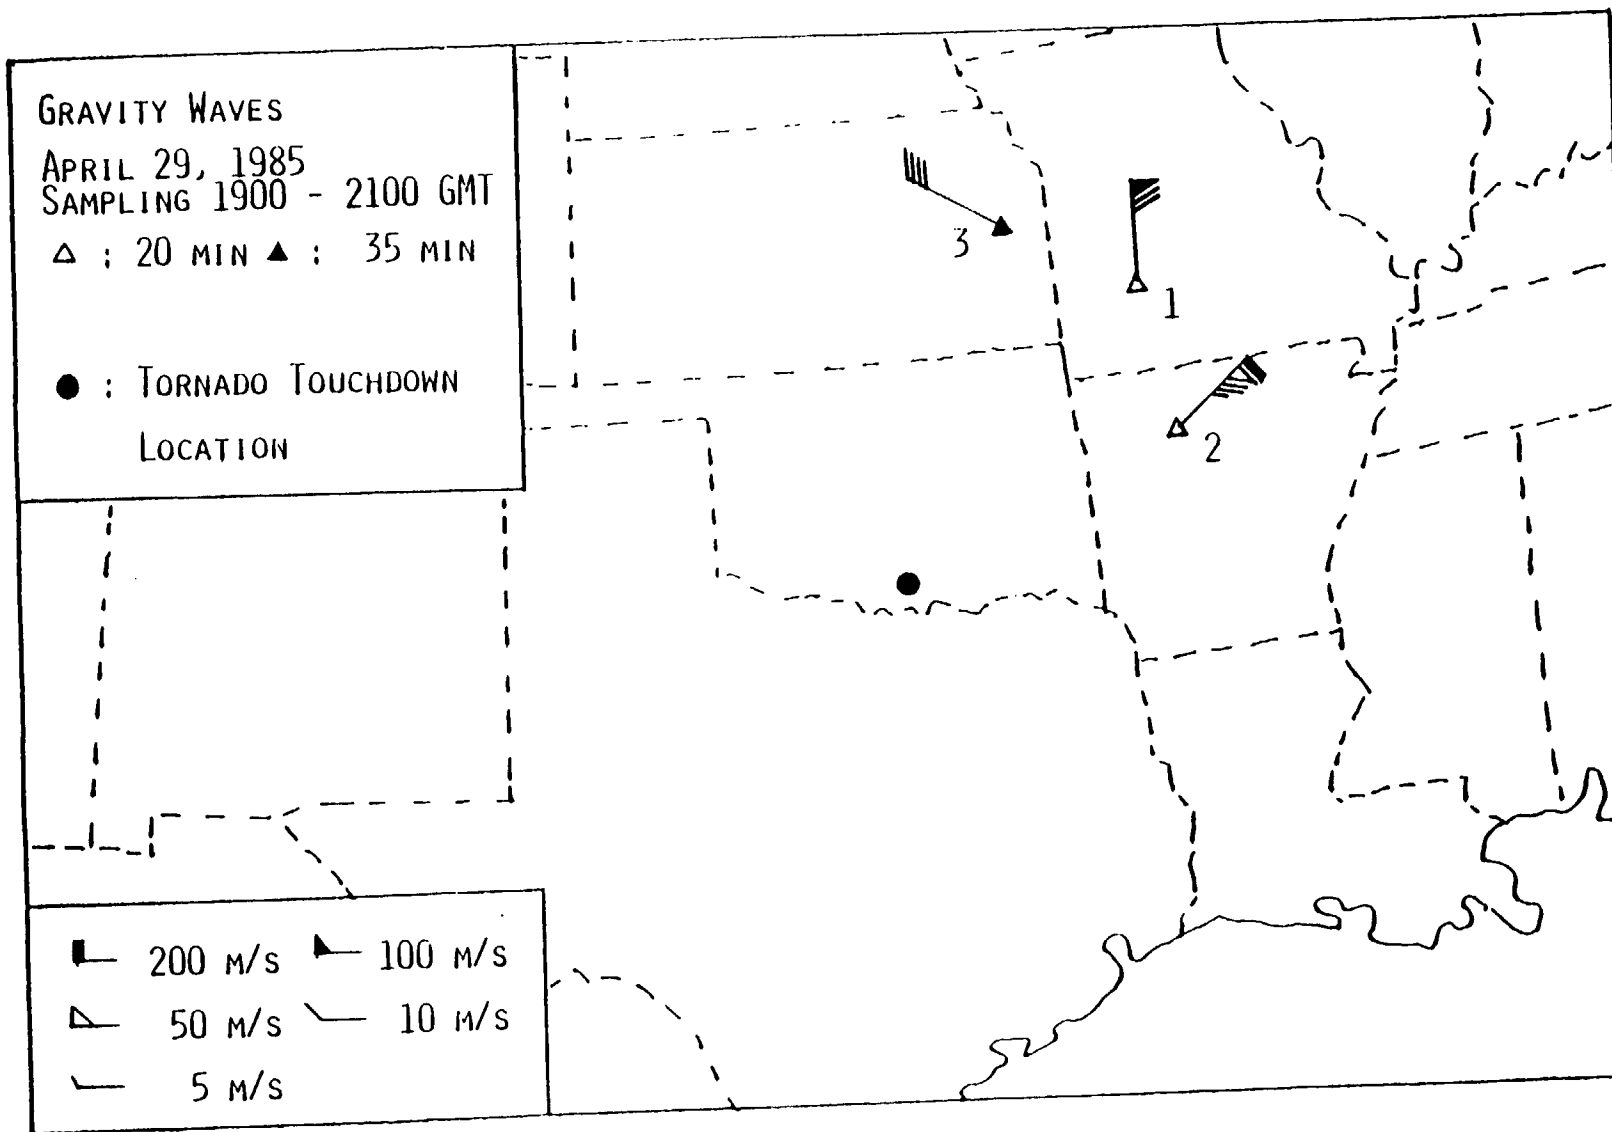 GRAVITY WAVES
APRIL 29, 1985
SAMPLING 1900 - 2100 GMT
△ : 20 MIN ▲ : 35 MIN
● : TORNADO TOUCHDOWN
LOCATION
3
1
2
200 M/S 100 M/S
50 M/S 10 M/S
5 M/S